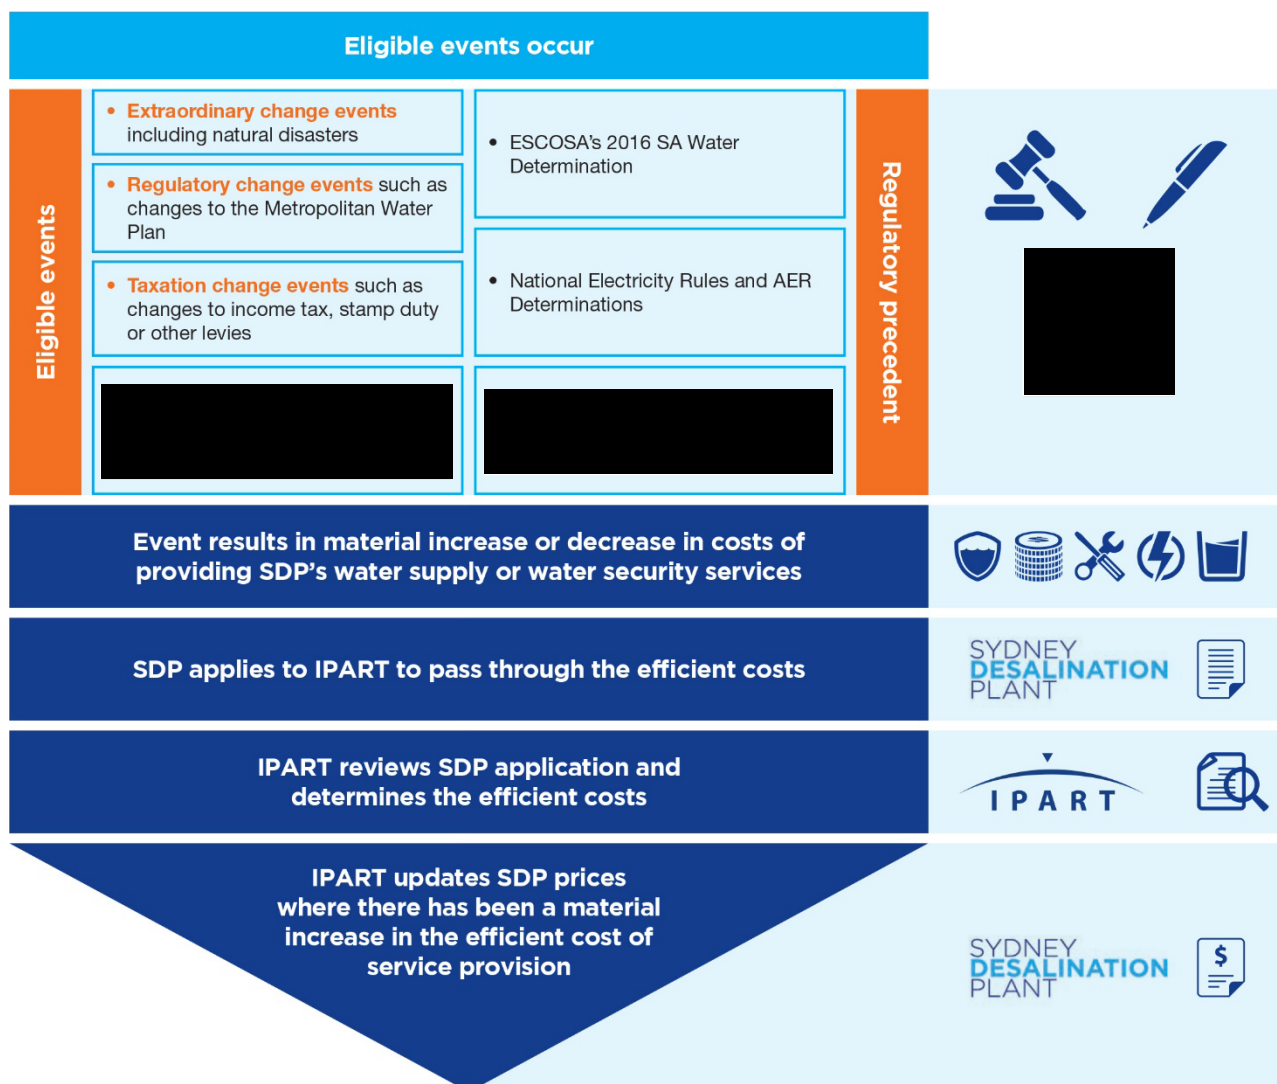 Eligible events occur
Eligible events
• Extraordinary change events
including natural disasters
• Regulatory change events such as
changes to the Metropolitan Water
Plan
• Taxation change events such as
changes to income tax, stamp duty
or other levies
• ESCOSA’s 2016 SA Water
Determination
• National Electricity Rules and AER
Determinations
Regulatory precedent
Event results in material increase or decrease in costs of
providing SDP’s water supply or water security services
SDP applies to IPART to pass through the efficient costs
SYDNEY
DESALINATION
PLANT
IPART reviews SDP application and
determines the efficient costs
IPART
IPART updates SDP prices
where there has been a material
increase in the efficient cost of
service provision
SYDNEY
DESALINATION
PLANT
$